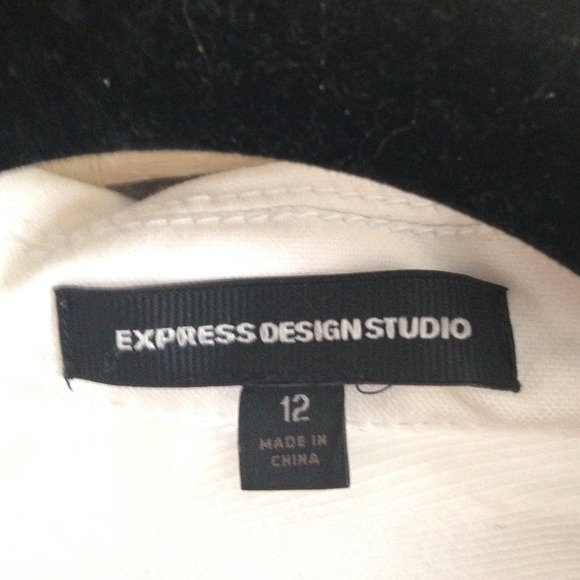 EXPRESS DESIGN STUDIO
12
MADE IN
CHINA